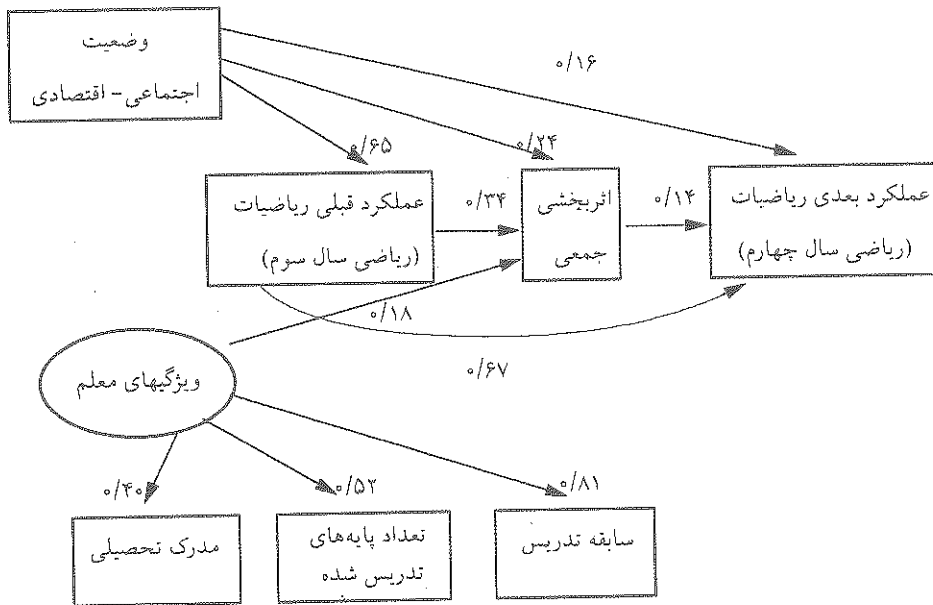 وضعیت
اجتماعی - اقتصادی
۰/۱۶
۰/۶۵
۰/۲۴
عملکرد قبلی ریاضیات
(ریاضی سال سوم)
۰/۳۴
اثربخشی
جمعی
۰/۱۴
عملکرد بعدی ریاضیات
(ریاضی سال چهارم)
۰/۱۸
۰/۶۷
ویژگیهای معلم
۰/۴۰
۰/۵۲
۰/۸۱
مدرک تحصیلی
تعداد پایه‌های
تدریس شده
سابقه تدریس